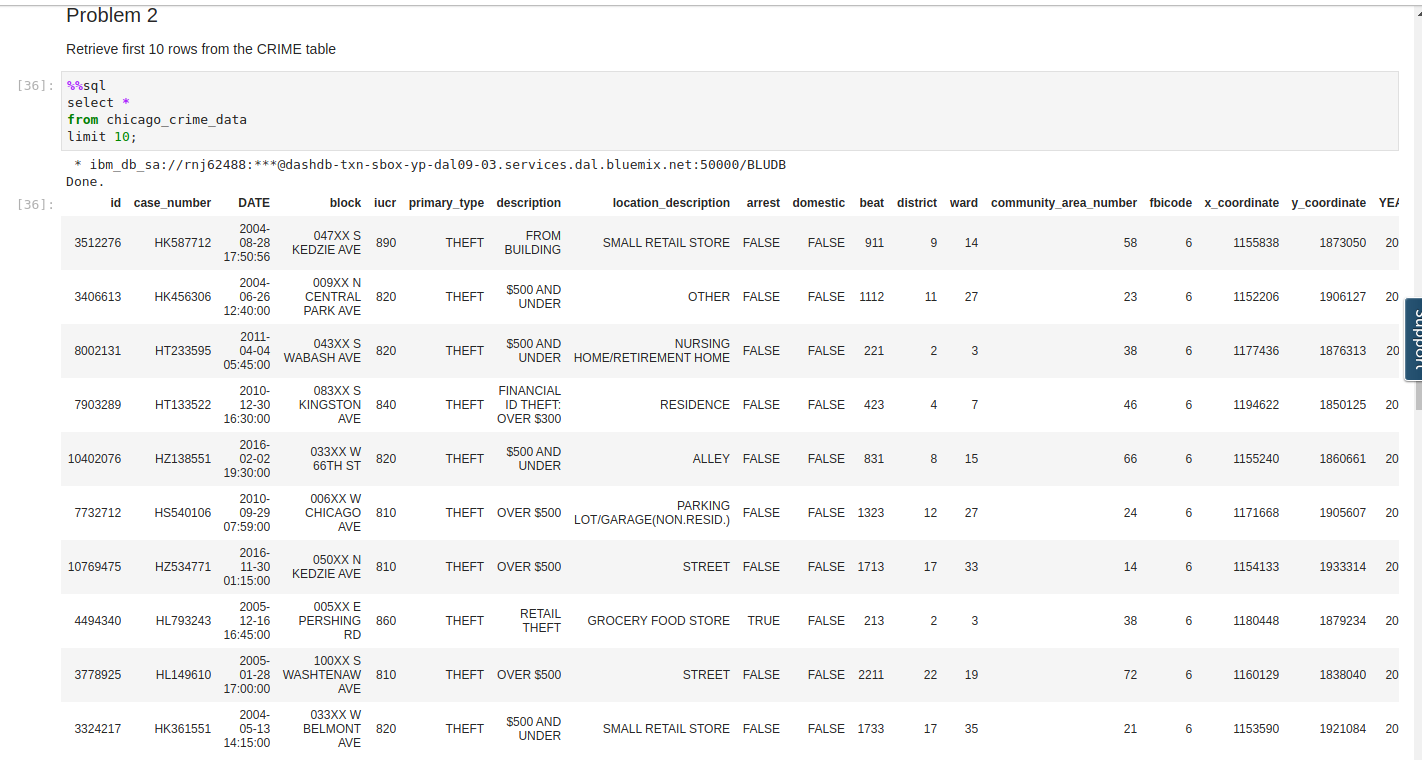 Problem 2
Retrieve first 10 rows from the CRIME table
[36]:
%%sql
select *
from chicago_crime_data
limit 10;
* ibm_db_sa://rnj62488:***@dashdb-txn-sbox-yp-dal09-03.services.dal.bluemix.net:50000/BLUDB
Done.
[36]:
id case_number DATE block iucr primary_type description location_description arrest domestic beat district ward community_area_number fbicode x_coordinate y_coordinate YEA
3512276 HK587712 2004-08-28 17:50:56 047XX S KEDZIE AVE 890 THEFT FROM BUILDING SMALL RETAIL STORE FALSE FALSE 911 9 14 58 6 1155838 1873050 20
3406613 HK456306 2004-06-26 12:40:00 009XX N CENTRAL PARK AVE 820 THEFT $500 AND UNDER OTHER FALSE FALSE 1112 11 27 23 6 1152206 1906127 20
8002131 HT233595 2011-04-04 05:45:00 043XX S WABASH AVE 820 THEFT $500 AND UNDER NURSING HOME/RETIREMENT HOME FALSE FALSE 221 2 3 38 6 1177436 1876313 20
7903289 HT133522 2010-12-30 16:30:00 083XX S KINGSTON AVE 840 THEFT FINANCIAL ID THEFT: OVER $300 RESIDENCE FALSE FALSE 423 4 7 46 6 1194622 1850125 20
10402076 HZ138551 2016-02-02 19:30:00 033XX W 66TH ST 820 THEFT $500 AND UNDER ALLEY FALSE FALSE 831 8 15 66 6 1155240 1860661 20
7732712 HS540106 2010-09-29 07:59:00 006XX W CHICAGO AVE 810 THEFT OVER $500 PARKING LOT/GARAGE(NON.RESID.) FALSE FALSE 1323 12 27 24 6 1171668 1905607 20
10769475 HZ534771 2016-11-30 01:15:00 050XX N KEDZIE AVE 810 THEFT OVER $500 STREET FALSE FALSE 1713 17 33 14 6 1154133 1933314 20
4494340 HL793243 2005-12-16 16:45:00 005XX E PERSHING RD 860 THEFT RETAIL THEFT GROCERY FOOD STORE TRUE FALSE 213 2 3 38 6 1180448 1879234 20
3778925 HL149610 2005-01-28 17:00:00 100XX S WASHTENAW AVE 810 THEFT OVER $500 STREET FALSE FALSE 2211 22 19 72 6 1160129 1838040 20
3324217 HK361551 2004-05-13 14:15:00 033XX W BELMONT AVE 820 THEFT $500 AND UNDER SMALL RETAIL STORE FALSE FALSE 1733 17 35 21 6 1153590 1921084 20
Support